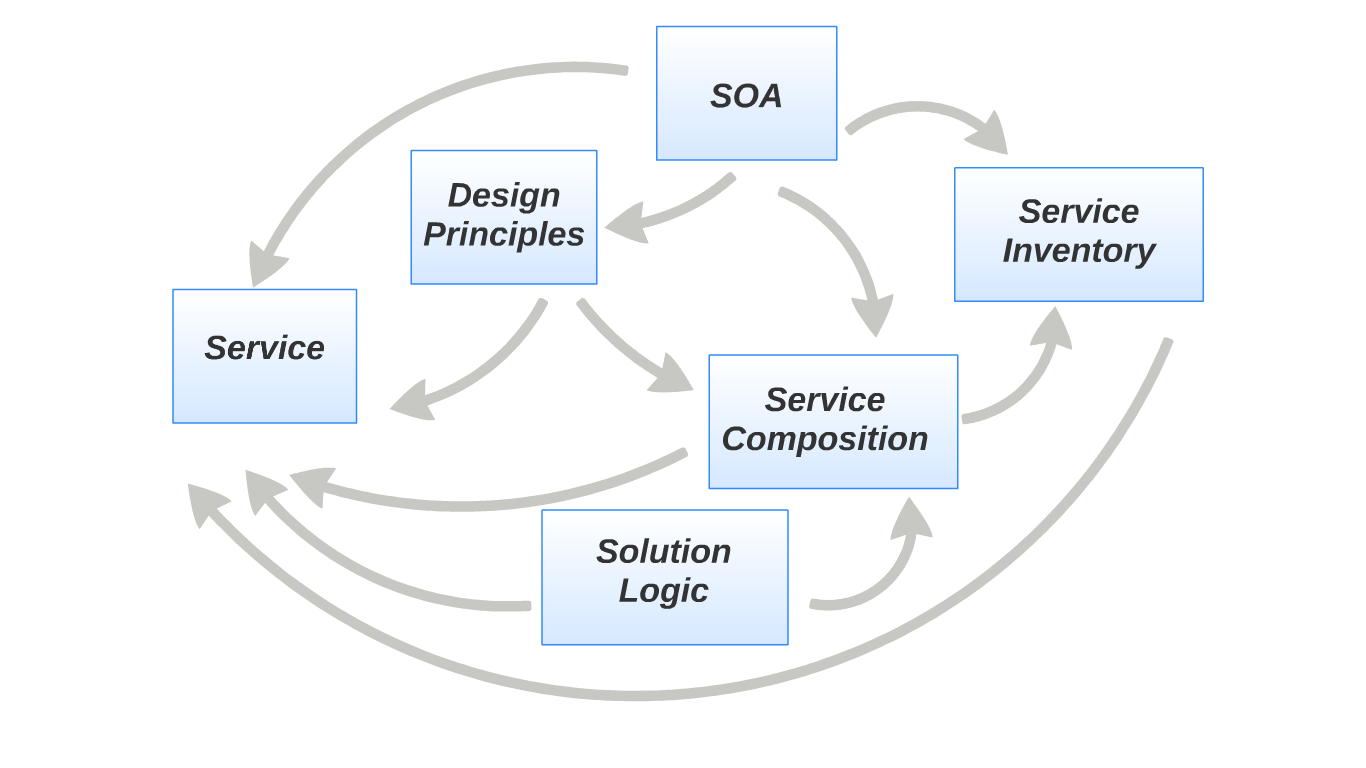 SOA
Design
Principles
Service
Inventory
Service
Service
Composition
Solution
Logic